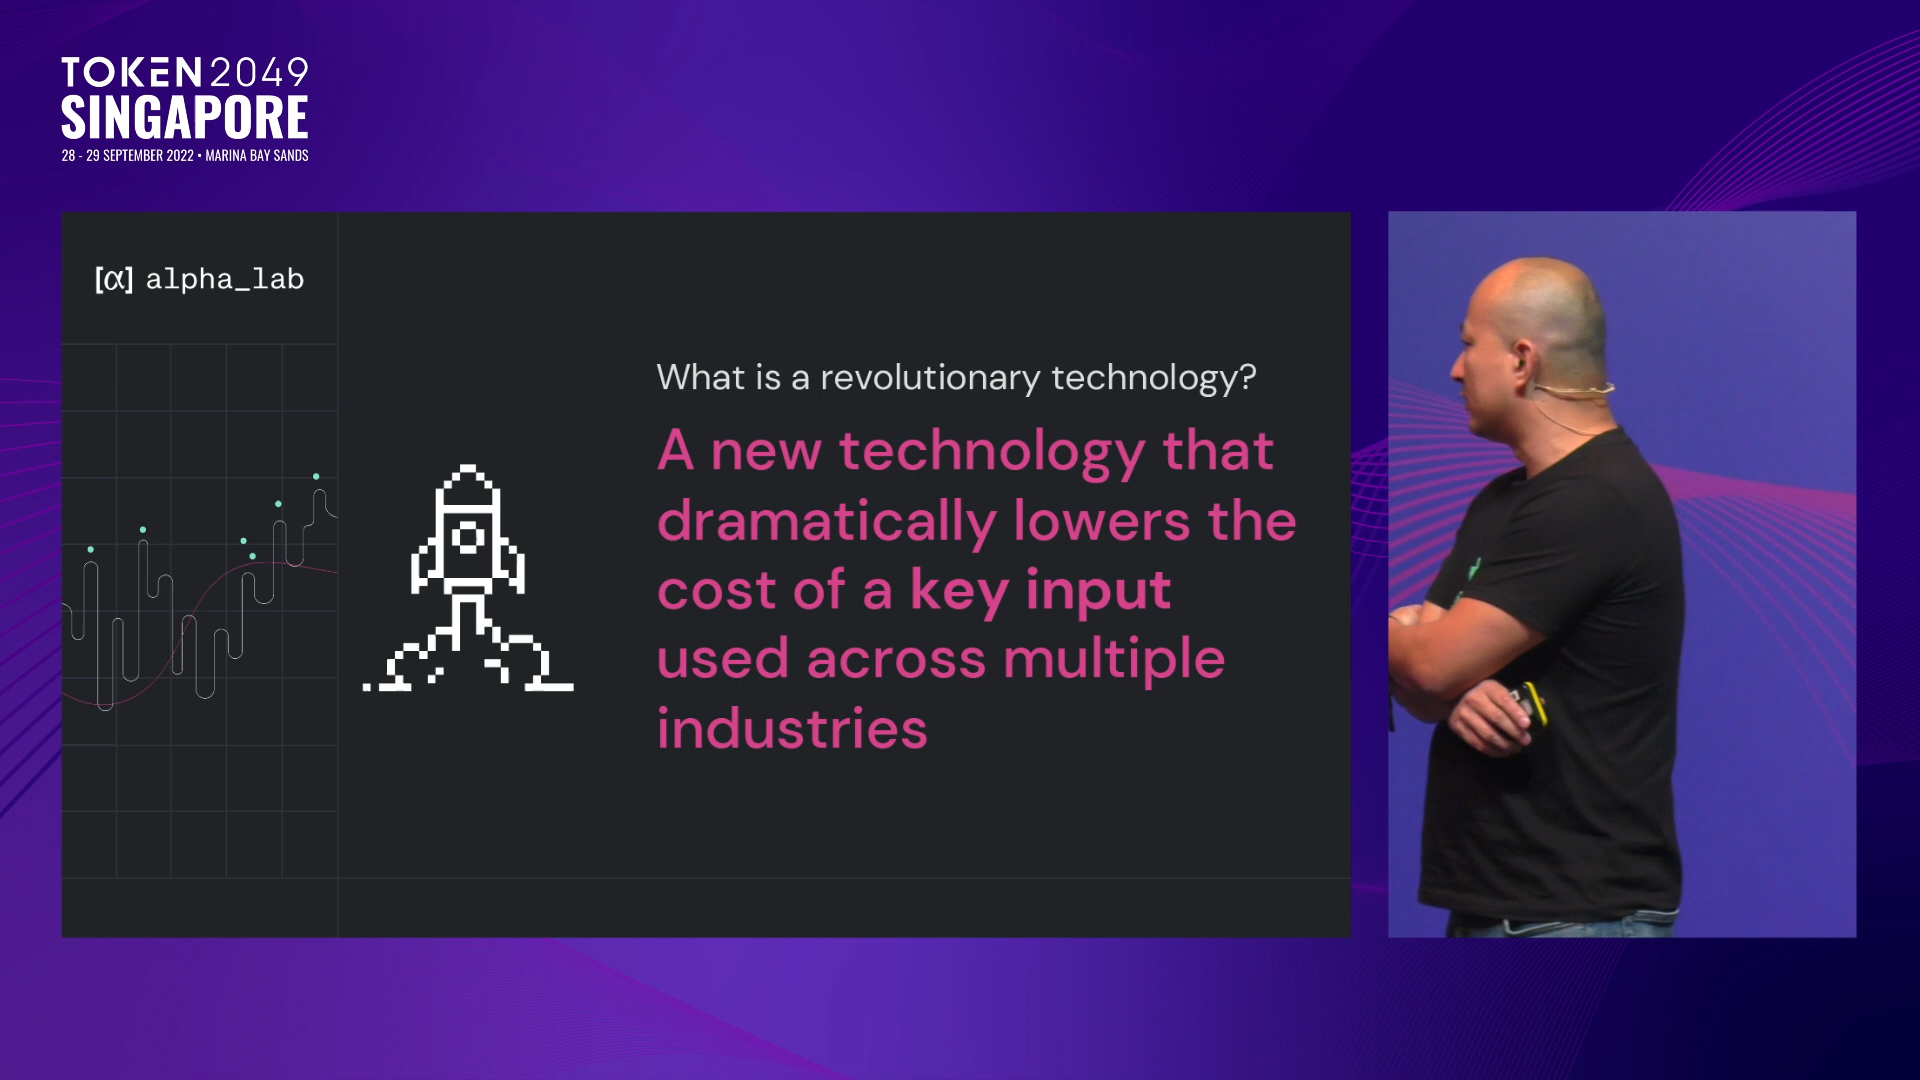 TOKEN2049
SINGAPORE
28 - 29 SEPTEMBER 2022 • MARINA BAY SANDS
[α] alpha_lab
What is a revolutionary technology?
A new technology that
dramatically lowers the
cost of a key input
used across multiple
industries